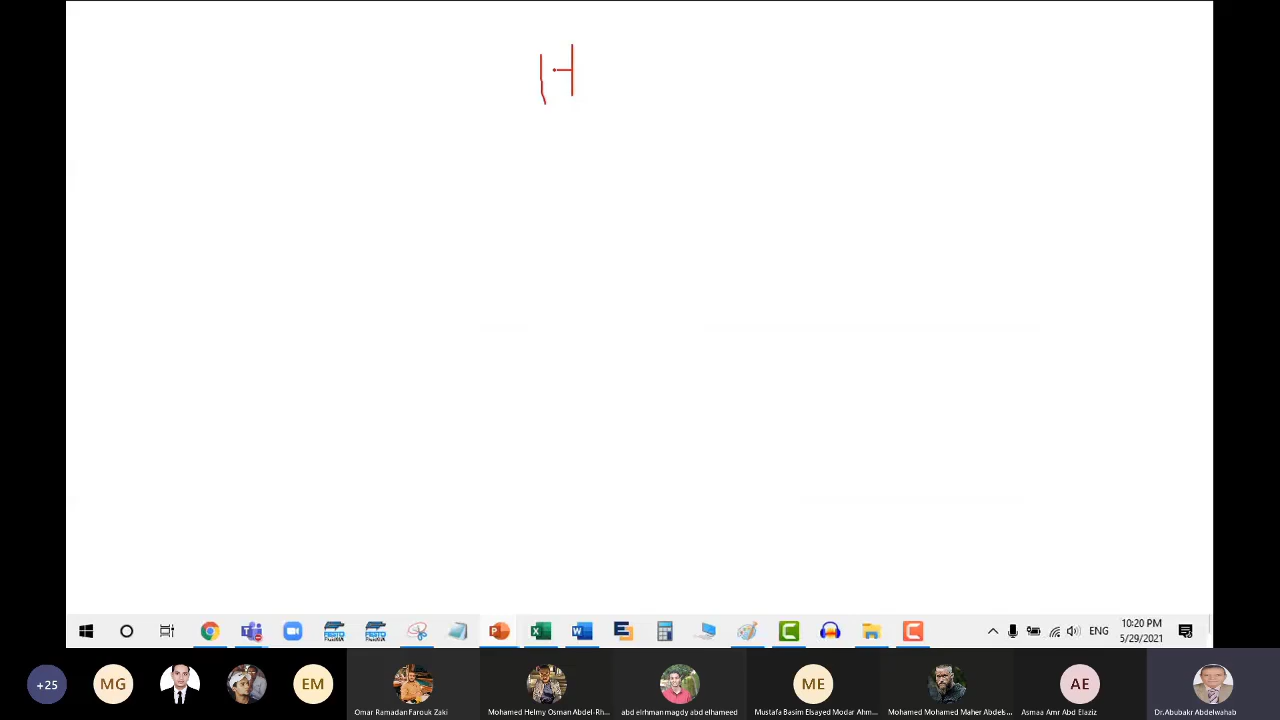 H
ENG
10:20 PM
5/29/2021
+25
MG
EM
ME
AE
Omar Ramadan Farouk Zaki
Mohamed Helmy Osman Abdel-Rh...
abd elrhman magdy abd elhameed
Mustafa Basim Elsayed Modar Ahm...
Mohamed Mohamed Maher Abdels...
Asmaa Amr Abd Elaziz
Dr.Abubakr Abdelwahab